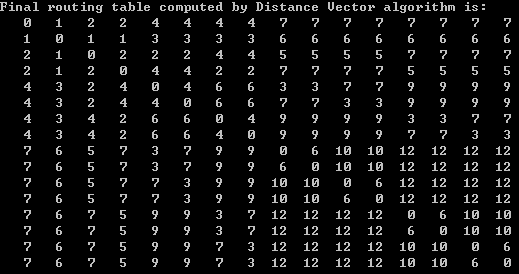 Final routing table computed by Distance Vector algorithm is:
0 1 2 2 4 4 4 4 7 7 7 7 7 7 7 7
1 0 1 1 3 3 3 3 6 6 6 6 6 6 6 6
2 1 0 2 2 2 4 4 5 5 5 5 7 7 7 7
2 1 2 0 4 4 2 2 7 7 7 7 5 5 5 5
4 3 2 4 0 4 6 6 3 3 7 7 9 9 9 9
4 3 2 4 4 0 6 6 7 7 3 3 9 9 9 9
4 3 4 2 6 6 0 4 9 9 9 9 3 3 7 7
4 3 4 2 6 6 4 0 9 9 9 9 7 7 3 3
7 6 5 7 3 7 9 9 0 6 10 10 12 12 12 12
7 6 5 7 3 7 9 9 6 0 10 10 12 12 12 12
7 6 5 7 7 3 9 9 10 10 0 6 12 12 12 12
7 6 5 7 7 3 9 9 10 10 6 0 12 12 12 12
7 6 7 5 9 9 3 7 12 12 12 12 0 6 10 10
7 6 7 5 9 9 3 7 12 12 12 12 6 0 10 10
7 6 7 5 9 9 7 3 12 12 12 12 10 10 0 6
7 6 7 5 9 9 7 3 12 12 12 12 10 10 6 0